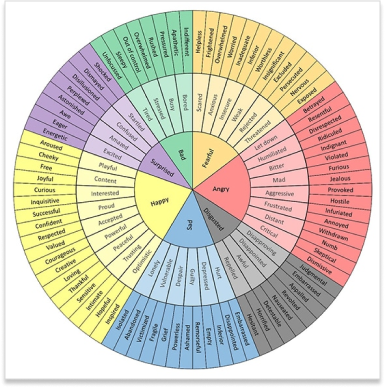 Fearful
Angry
Disgusted
Sad
Happy
Surprised
Bad
Scared
Anxious
Insecure
Weak
Rejected
Threatened
Let down
Humiliated
Bitter
Mad
Aggressive
Frustrated
Distant
Critical
Disapproving
Disappointed
Awful
Repelled
Hurt
Depressed
Guilty
Despair
Vulnerable
Lonely
Optimistic
Trusting
Peaceful
Powerful
Accepted
Proud
Interested
Content
Playful
Excited
Amazed
Confused
Startled
Tired
Stressed
Busy
Bored
Helpless
Frightened
Overwhelmed
Worried
Inadequate
Inferior
Worthless
Insignificant
Excluded
Persecuted
Nervous
Exposed
Betrayed
Resentful
Disrespected
Ridiculed
Indignant
Violated
Furious
Jealous
Provoked
Hostile
Infuriated
Annoyed
Withdrawn
Numb
Skeptical
Dismissive
Judgmental
Embarrassed
Appalled
Revolted
Nauseated
Detestable
Horrified
Hesitant
Embarrassed
Disappointed
Inferior
Empty
Remorseful
Ashamed
Powerless
Grief
Fragile
Victimized
Abandoned
Isolated
Inspired
Hopeful
Intimate
Sensitive
Thankful
Loving
Creative
Courageous
Valued
Respected
Confident
Successful
Inquisitive
Curious
Joyful
Free
Cheeky
Aroused
Energetic
Eager
Awe
Astonished
Perplexed
Disillusioned
Dismayed
Shocked
Unfocussed
Sleepy
Out of control
Overwhelmed
Rushed
Pressured
Apathetic
Indifferent